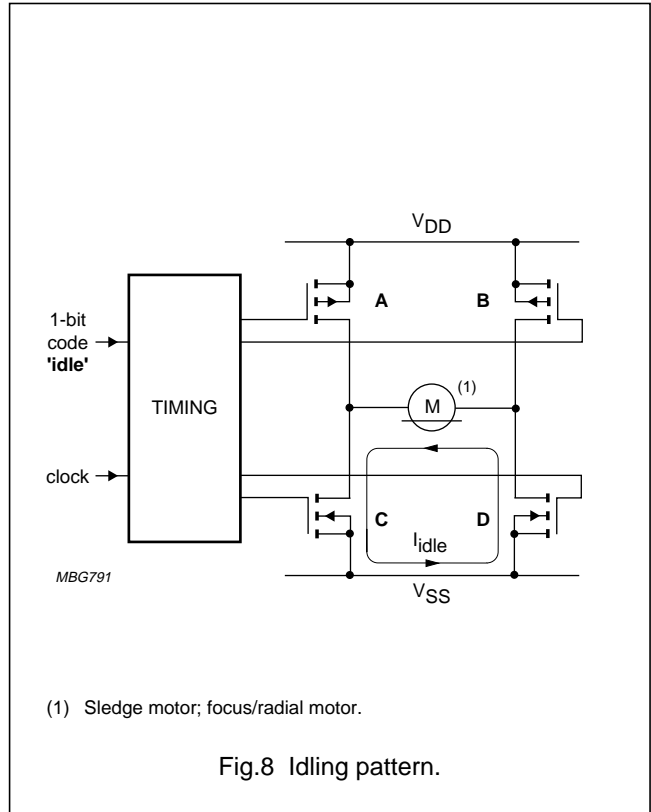 V_DD
A
B
1-bit
code
'idle'
(1)
M
TIMING
clock
C
D
I_idle
MBG791
V_SS
(1) Sledge motor; focus/radial motor.
Fig.8 Idling pattern.